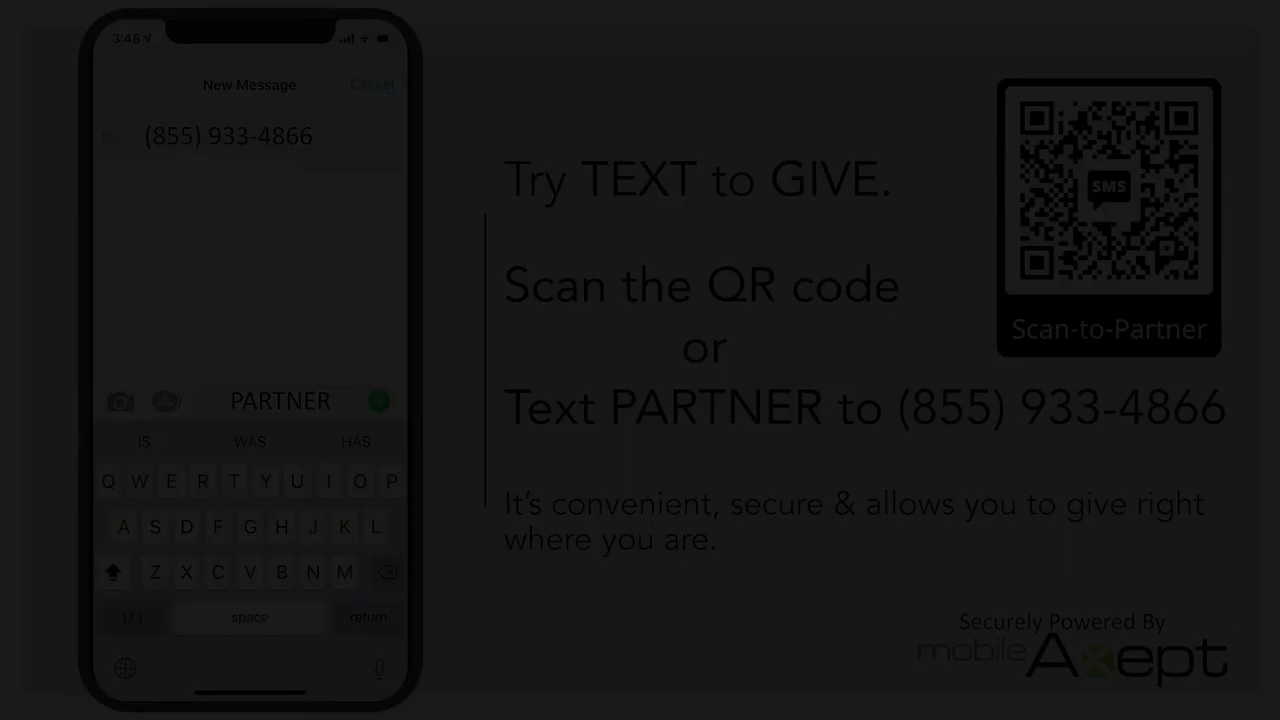 3:48
New Message
Cancel
(855) 933-4866
PARTNER
IS WAS HAS
Q W E R T Y U I O P
A S D F G H J K L
Z X C V B N M
123 space return
Try TEXT to GIVE.
Scan the QR code
or
Text PARTNER to (855) 933-4866
It's convenient, secure & allows you to give right
where you are.
SMS
Scan-to-Partner
Securely Powered By
mobileAxept